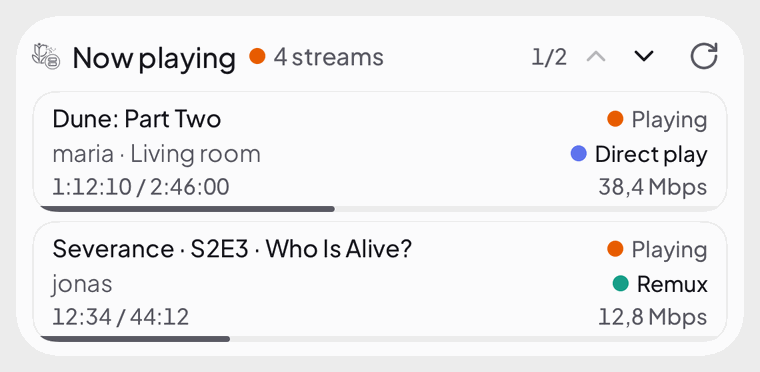 Now playing 4 streams 1/2
Dune: Part Two Playing
maria · Living room Direct play
1:12:10 / 2:46:00 38,4 Mbps
Severance · S2E3 · Who Is Alive? Playing
jonas Remux
12:34 / 44:12 12,8 Mbps